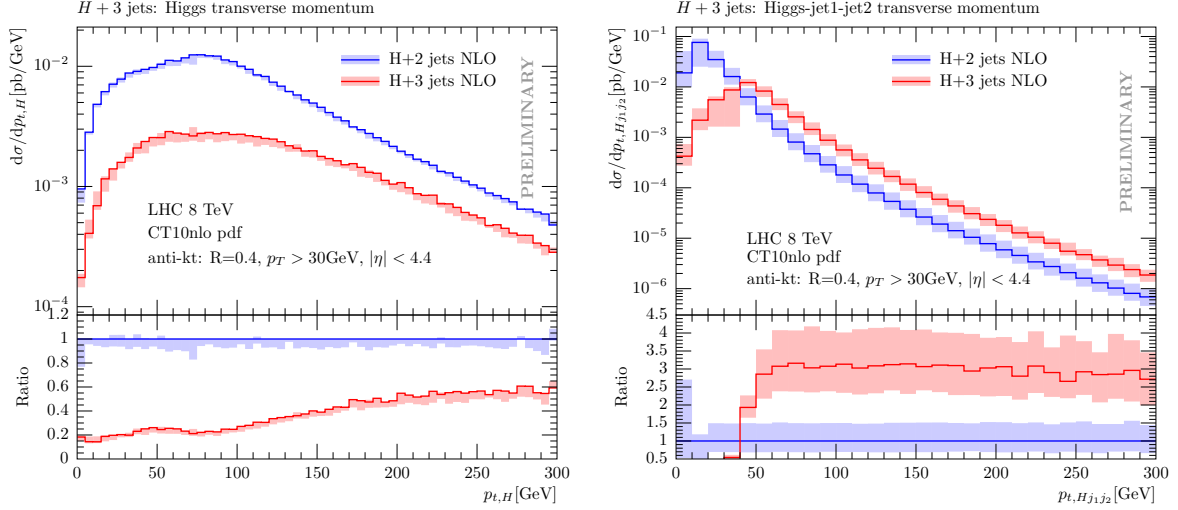 H + 3 jets: Higgs transverse momentum
dσ/dp_{t,H}[pb/GeV]
10^{-2}
10^{-3}
10^{-4}
H+2 jets NLO
H+3 jets NLO
PRELIMINARY
LHC 8 TeV
CT10nlo pdf
anti-kt: R=0.4, p_T > 30GeV, |η| < 4.4
Ratio
1.2
1
0.8
0.6
0.4
0.2
0
0 50 100 150 200 250 300
p_{t,H}[GeV]
H + 3 jets: Higgs-jet1-jet2 transverse momentum
dσ/dp_{t,Hj_1j_2}[pb/GeV]
10^{-1}
10^{-2}
10^{-3}
10^{-4}
10^{-5}
10^{-6}
H+2 jets NLO
H+3 jets NLO
PRELIMINARY
LHC 8 TeV
CT10nlo pdf
anti-kt: R=0.4, p_T > 30GeV, |η| < 4.4
Ratio
4.5
4
3.5
3
2.5
2
1.5
1
0.5
0 50 100 150 200 250 300
p_{t,Hj_1j_2}[GeV]